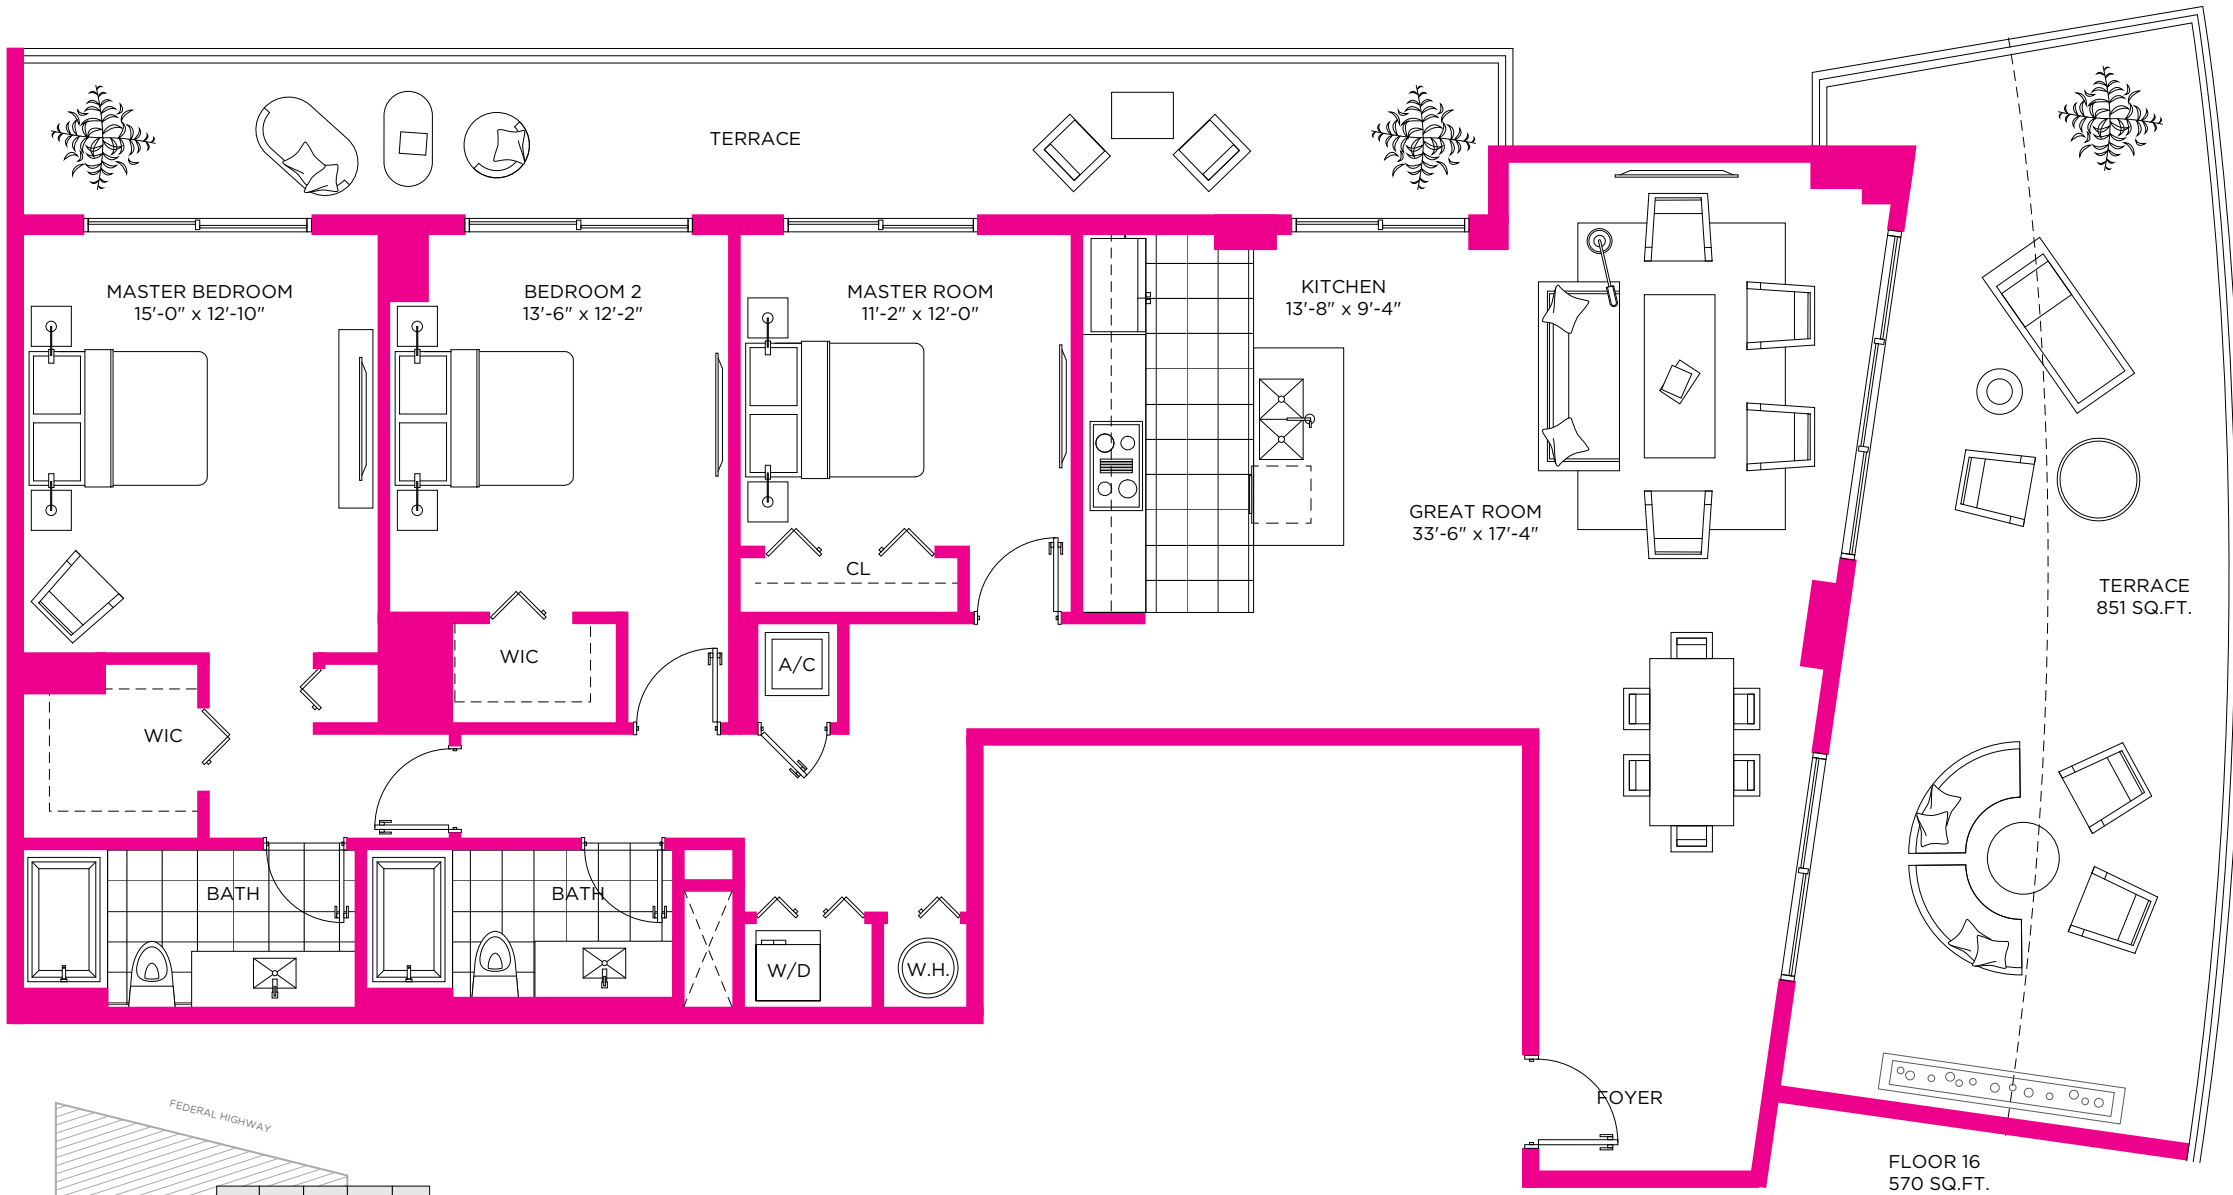 TERRACE
MASTER BEDROOM
15'-0" x 12'-10"
BEDROOM 2
13'-6" x 12'-2"
MASTER ROOM
11'-2" x 12'-0"
KITCHEN
13'-8" x 9'-4"
GREAT ROOM
33'-6" x 17'-4"
CL
TERRACE
851 SQ.FT.
WIC
A/C
WIC
BATH
BATH
W/D
W.H.
FOYER
FEDERAL HIGHWAY
FLOOR 16
570 SQ.FT.